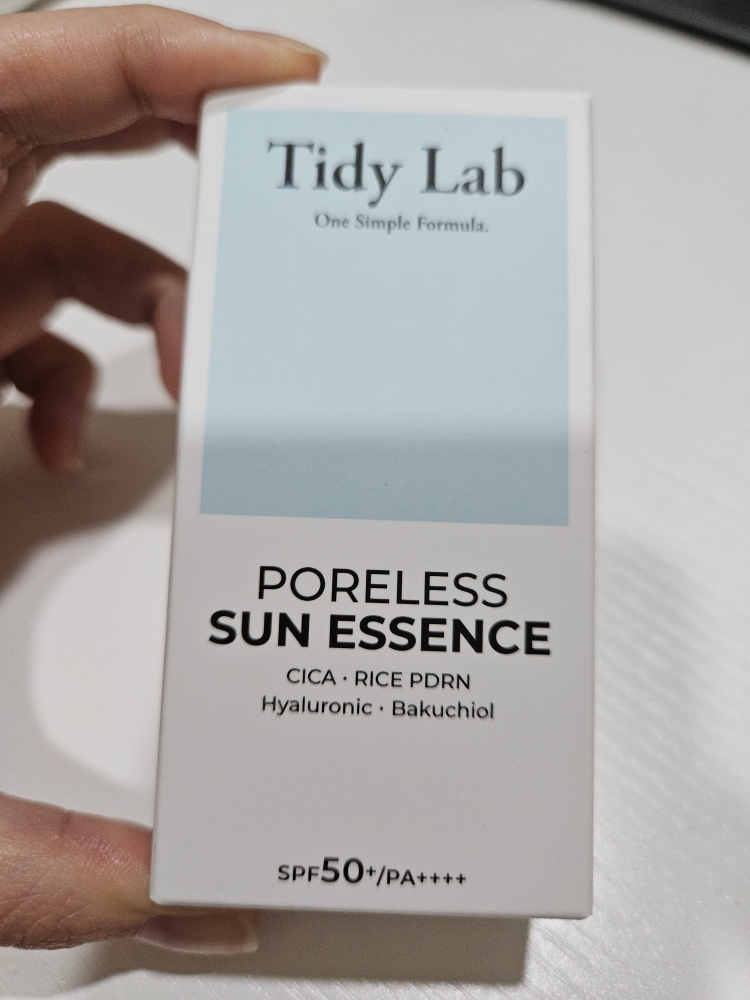 Tidy Lab
One Simple Formula.
PORELESS
SUN ESSENCE
CICA · RICE PDRN
Hyaluronic · Bakuchiol
SPF50+/PA++++